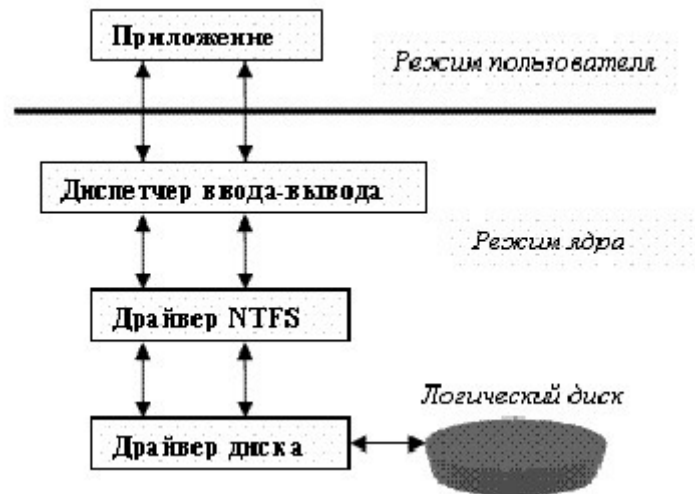 Приложение
Режим пользователя
Диспетчер ввода-вывода
Режим ядра
Драйвер NTFS
Логический диск
Драйвер диска